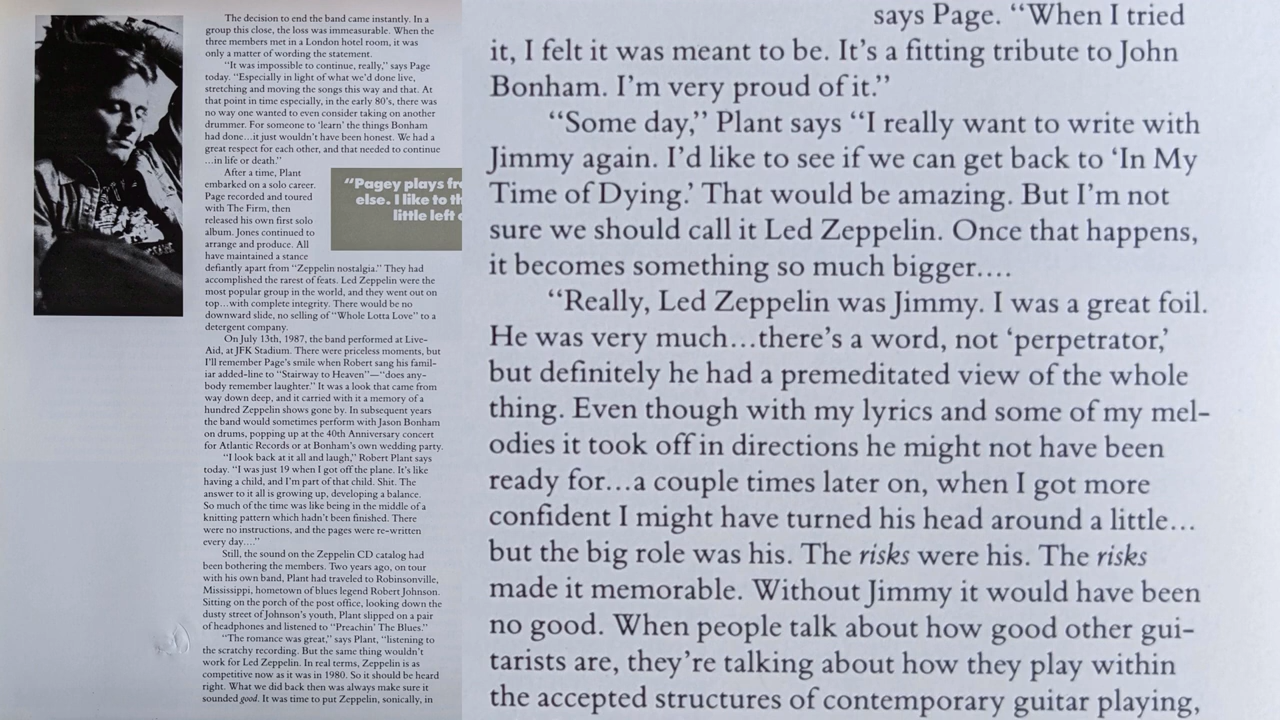 The decision to end the band came instantly. In a
group this close, the loss was immeasurable. When the
three members met in a London hotel room, it was
only a matter of wording the statement.
“It was impossible to continue, really,” says Page
today. “Especially in light of what we’d done live,
stretching and moving the songs this way and that. At
that point in time especially, in the early 80’s, there was
no way one wanted to even consider taking on another
drummer. For someone to ‘learn’ the things Bonham
had done...it just wouldn’t have been honest. We had a
great respect for each other, and that needed to continue
...in life or death.”
After a time, Plant
embarked on a solo career.
Page recorded and toured
with The Firm, then
released his own first solo
album. Jones continued to
arrange and produce. All
have maintained a stance
defiantly apart from “Zeppelin nostalgia.” They had
accomplished the rarest of feats. Led Zeppelin were the
most popular group in the world, and they went out on
top...with complete integrity. There would be no
downward slide, no selling of “Whole Lotta Love” to a
detergent company.
On July 13th, 1987, the band performed at Live-
Aid, at JFK Stadium. There were priceless moments, but
I’ll remember Page’s smile when Robert sang his famil-
iar added-line to “Stairway to Heaven”—“does any-
body remember laughter.” It was a look that came from
way down deep, and it carried with it a memory of a
hundred Zeppelin shows gone by. In subsequent years
the band would sometimes perform with Jason Bonham
on drums, popping up at the 40th Anniversary concert
for Atlantic Records or at Bonham’s own wedding party.
“I look back at it all and laugh,” Robert Plant says
today. “I was just 19 when I got off the plane. It’s like
having a child, and I’m part of that child. Shit. The
answer to it all is growing up, developing a balance.
So much of the time was like being in the middle of a
knitting pattern which hadn’t been finished. There
were no instructions, and the pages were re-written
every day....”
Still, the sound on the Zeppelin CD catalog had
been bothering the members. Two years ago, on tour
with his own band, Plant had traveled to Robinsonville,
Mississippi, hometown of blues legend Robert Johnson.
Sitting on the porch of the post office, looking down the
dusty street of Johnson’s youth, Plant slipped on a pair
of headphones and listened to “Preachin’ The Blues.”
“The romance was great,” says Plant, “listening to
the scratchy recording. But the same thing wouldn’t
work for Led Zeppelin. In real terms, Zeppelin is as
competitive now as it was in 1980. So it should be heard
right. What we did back then was always make sure it
sounded good. It was time to put Zeppelin, sonically, in
“Pagey plays
else. I like to
little left
says Page. “When I tried
it, I felt it was meant to be. It’s a fitting tribute to John
Bonham. I’m very proud of it.”
“Some day,” Plant says “I really want to write with
Jimmy again. I’d like to see if we can get back to ‘In My
Time of Dying.’ That would be amazing. But I’m not
sure we should call it Led Zeppelin. Once that happens,
it becomes something so much bigger....
“Really, Led Zeppelin was Jimmy. I was a great foil.
He was very much...there’s a word, not ‘perpetrator,’
but definitely he had a premeditated view of the whole
thing. Even though with my lyrics and some of my mel-
odies it took off in directions he might not have been
ready for...a couple times later on, when I got more
confident I might have turned his head around a little...
but the big role was his. The risks were his. The risks
made it memorable. Without Jimmy it would have been
no good. When people talk about how good other gui-
tarists are, they’re talking about how they play within
the accepted structures of contemporary guitar playing,